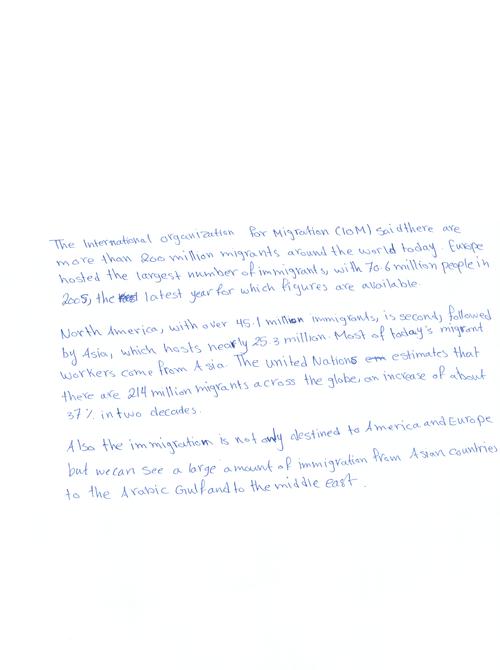 The International organization for Migration (IOM) said there are
more than 200 million migrants around the world today. Europe
hosted the largest number of immigrants, with 70.6 million people in
2005, the latest year for which figures are available.
North America, with over 45.1 million immigrants, is second, followed
by Asia, which hosts nearly 25.3 million. Most of today's migrant
workers come from Asia. The united Nations estimates that
there are 214 million migrants across the globe, an increase of about
37% in two decades.
Also the immigration is not only destined to America and Europe
but we can see a large amount of immigration from Asian countries
to the Arabic Gulf and to the middle east.